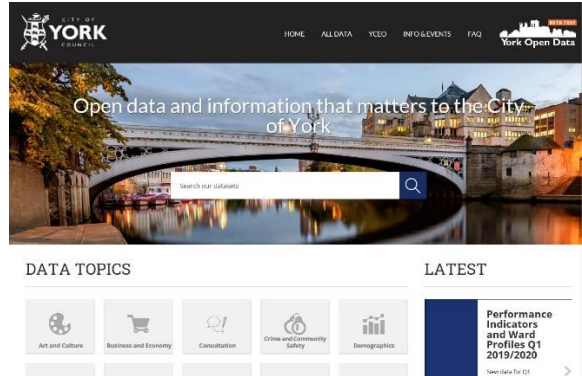 CITY OF
YORK
COUNCIL
HOME ALL DATA YCEO INFO & EVENTS FAQ
BETA TEST
York Open Data
Open data and information that matters to the City
of York
Search our datasets
DATA TOPICS
LATEST
Art and Culture
Business and Economy
Consultation
Crime and Community
Safety
Demographics
Performance
Indicators
and Ward
Profiles Q1
2019/2020
New data for Q1